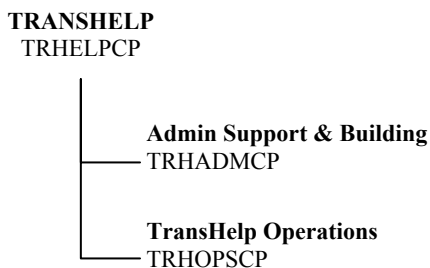 TRANSHELP
TRHELPCP
Admin Support & Building
TRHADMCP
TransHelp Operations
TRHOPSCP